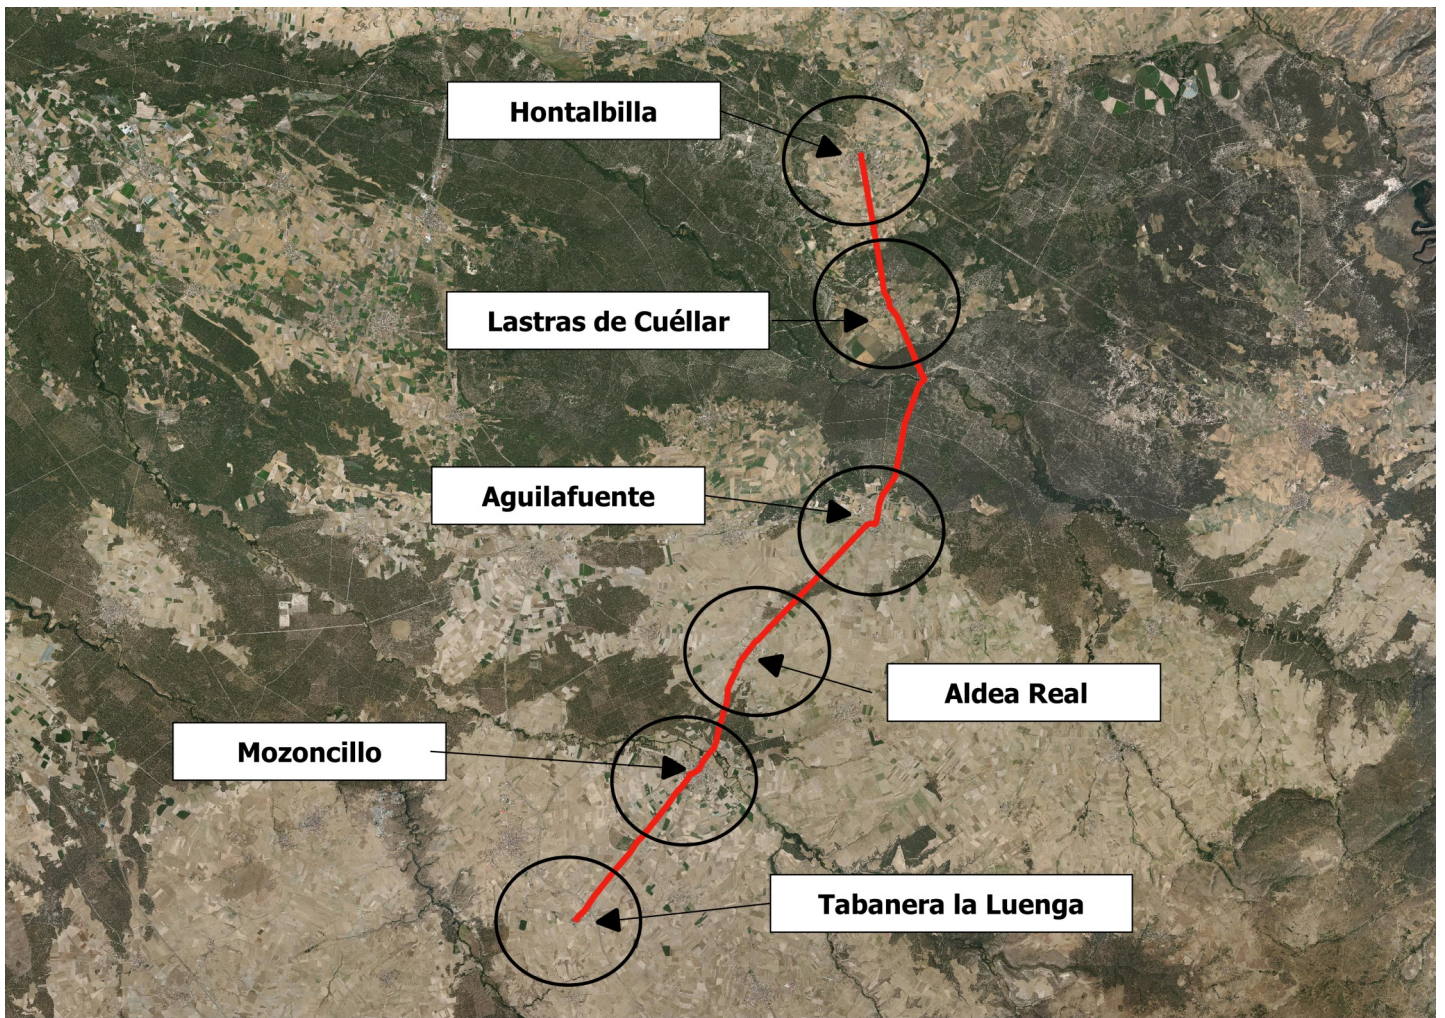 Hontalbilla
Lastras de Cuéllar
Aguilafuente
Aldea Real
Mozoncillo
Tabanera la Luenga